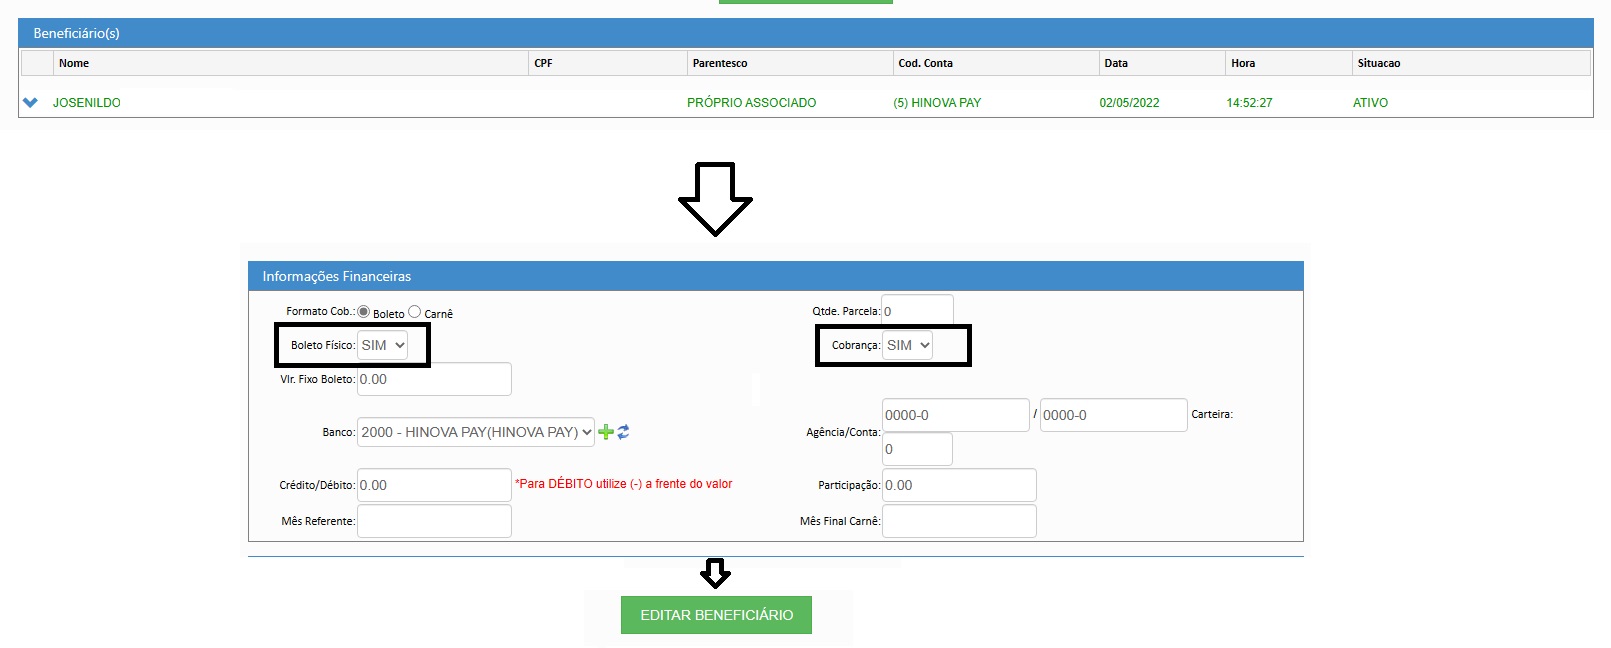 Beneficiário(s)
Nome CPF Parentesco Cod. Conta Data Hora Situacao
JOSENILDO PRÓPRIO ASSOCIADO (5) HINOVA PAY 02/05/2022 14:52:27 ATIVO
Informações Financeiras
Formato Cob.: Boleto Carnê Qtde. Parcela: 0
Boleto Físico: SIM Cobrança: SIM
Vlr. Fixo Boleto: 0.00
Banco: 2000 - HINOVA PAY(HINOVA PAY) Agência/Conta: 0000-0 / 0000-0 Carteira:
0
Crédito/Débito: 0.00 *Para DÉBITO utilize (-) a frente do valor Participação: 0.00
Mês Referente: Mês Final Carnê:
EDITAR BENEFICIÁRIO